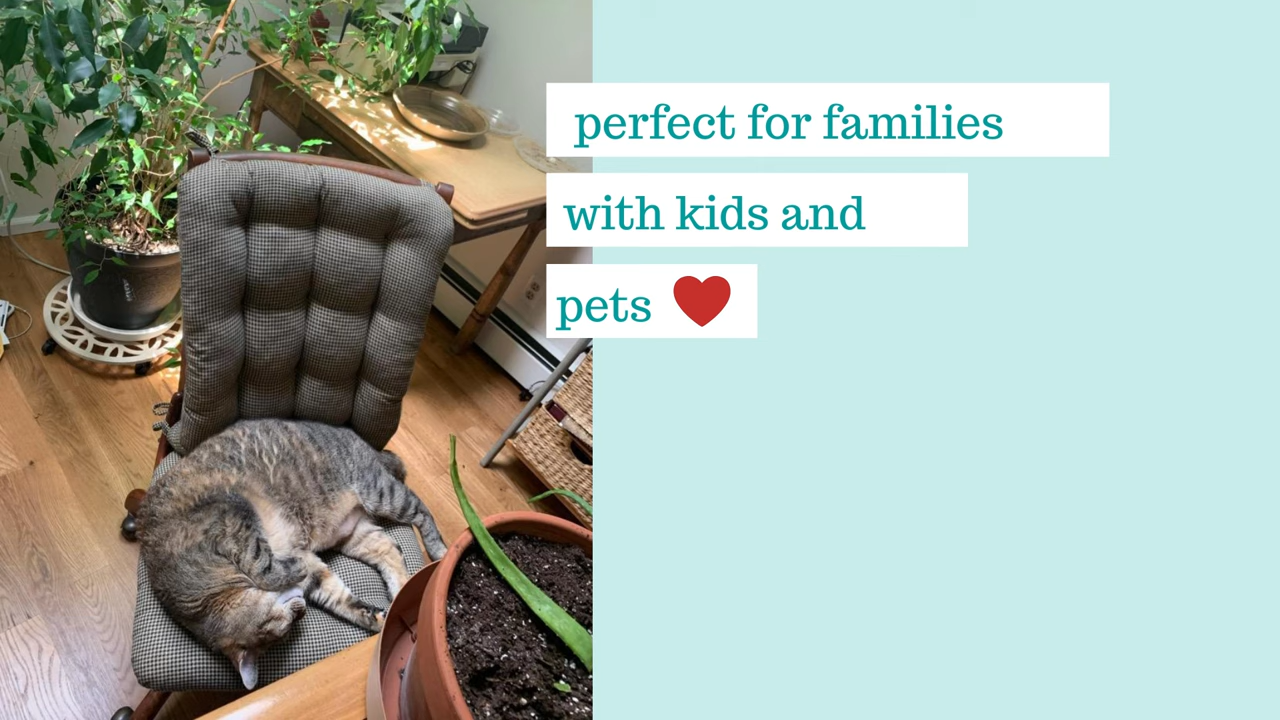 perfect for families
with kids and
pets ❤